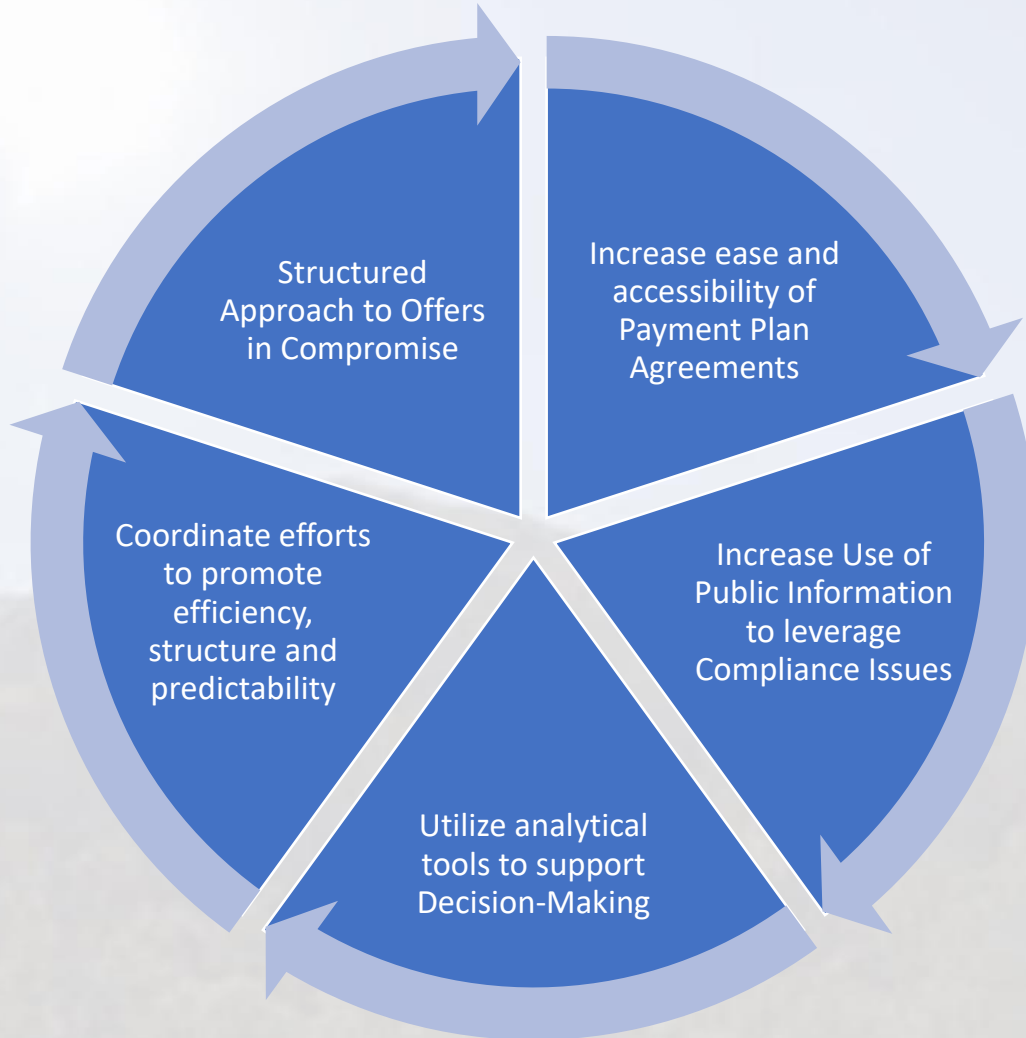 Structured
Approach to Offers
in Compromise
Increase ease and
accessibility of
Payment Plan
Agreements
Increase Use of
Public Information
to leverage
Compliance Issues
Utilize analytical
tools to support
Decision-Making
Coordinate efforts
to promote
efficiency,
structure and
predictability